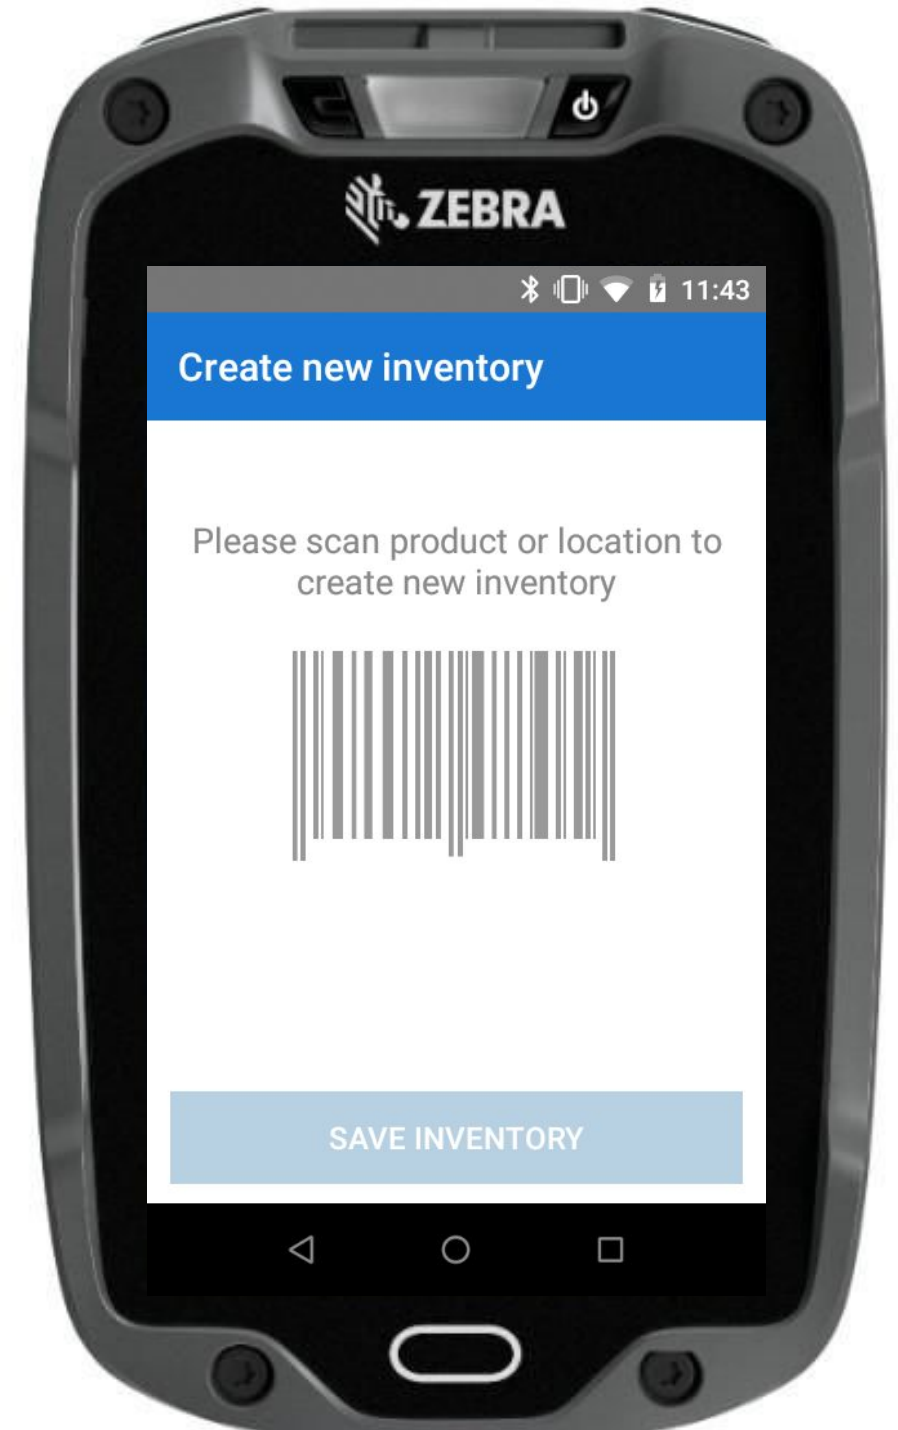 ZEBRA
11:43
Create new inventory
Please scan product or location to
create new inventory
SAVE INVENTORY